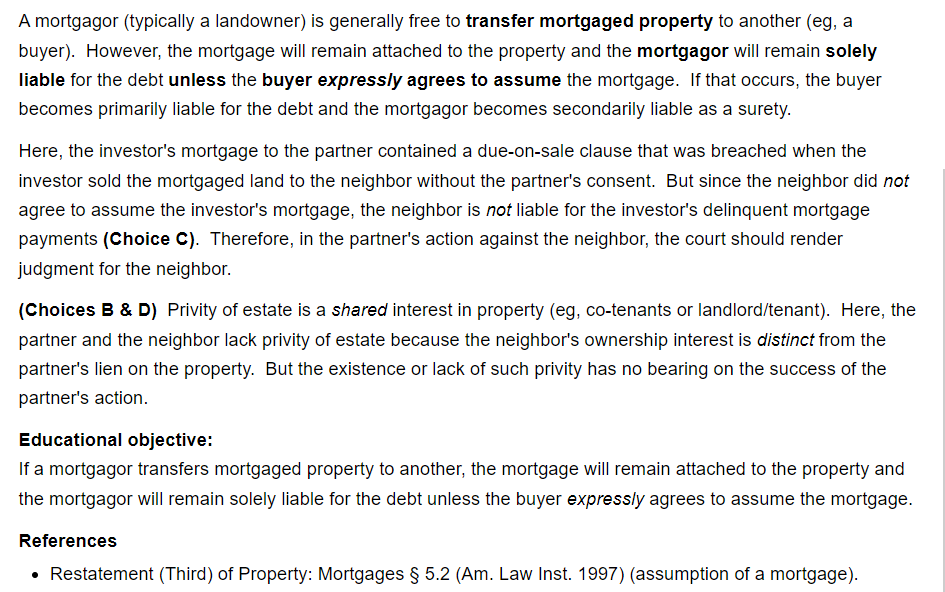 A mortgagor (typically a landowner) is generally free to transfer mortgaged property to another (eg, a
buyer).  However, the mortgage will remain attached to the property and the mortgagor will remain solely
liable for the debt unless the buyer expressly agrees to assume the mortgage.  If that occurs, the buyer
becomes primarily liable for the debt and the mortgagor becomes secondarily liable as a surety.
Here, the investor's mortgage to the partner contained a due-on-sale clause that was breached when the
investor sold the mortgaged land to the neighbor without the partner's consent.  But since the neighbor did not
agree to assume the investor's mortgage, the neighbor is not liable for the investor's delinquent mortgage
payments (Choice C).  Therefore, in the partner's action against the neighbor, the court should render
judgment for the neighbor.
(Choices B & D)  Privity of estate is a shared interest in property (eg, co-tenants or landlord/tenant).  Here, the
partner and the neighbor lack privity of estate because the neighbor's ownership interest is distinct from the
partner's lien on the property.  But the existence or lack of such privity has no bearing on the success of the
partner's action.
Educational objective:
If a mortgagor transfers mortgaged property to another, the mortgage will remain attached to the property and
the mortgagor will remain solely liable for the debt unless the buyer expressly agrees to assume the mortgage.
References
• Restatement (Third) of Property: Mortgages § 5.2 (Am. Law Inst. 1997) (assumption of a mortgage).